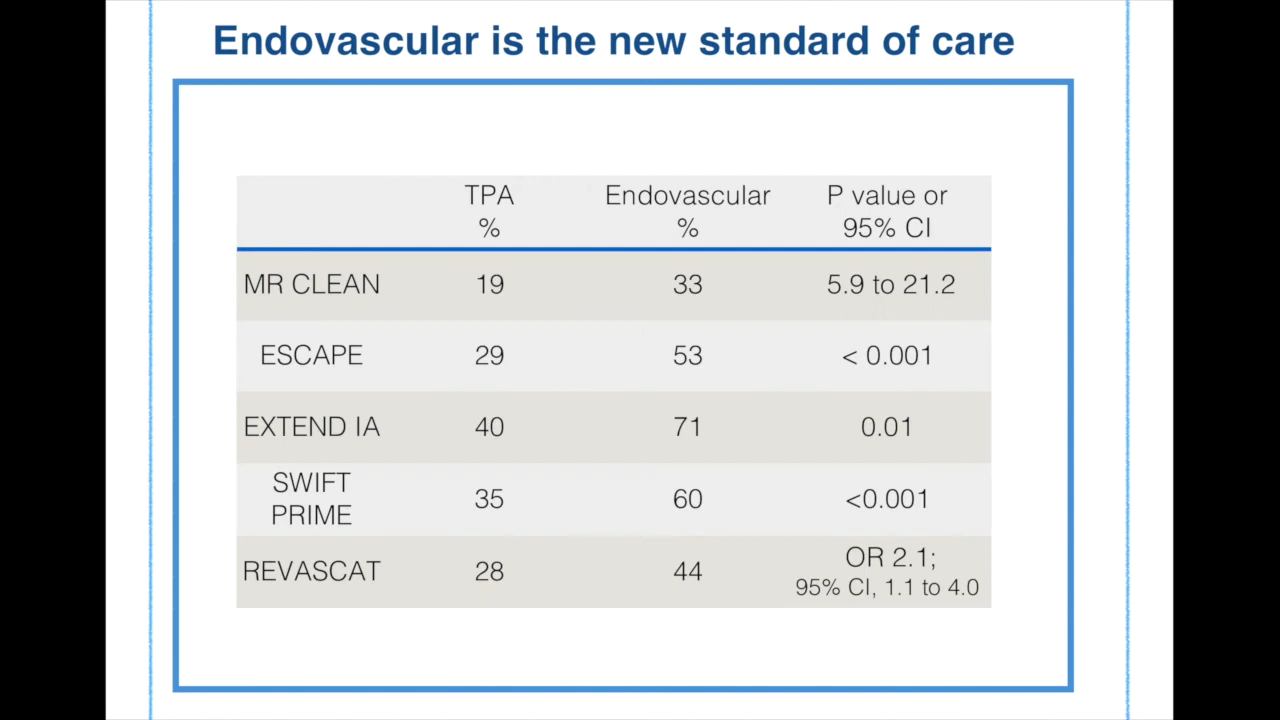 Endovascular is the new standard of care
TPA
%
Endovascular
%
P value or
95% CI
MR CLEAN 19 33 5.9 to 21.2
ESCAPE 29 53 < 0.001
EXTEND IA 40 71 0.01
SWIFT
PRIME
35 60 <0.001
REVASCAT 28 44 OR 2.1;
95% CI, 1.1 to 4.0